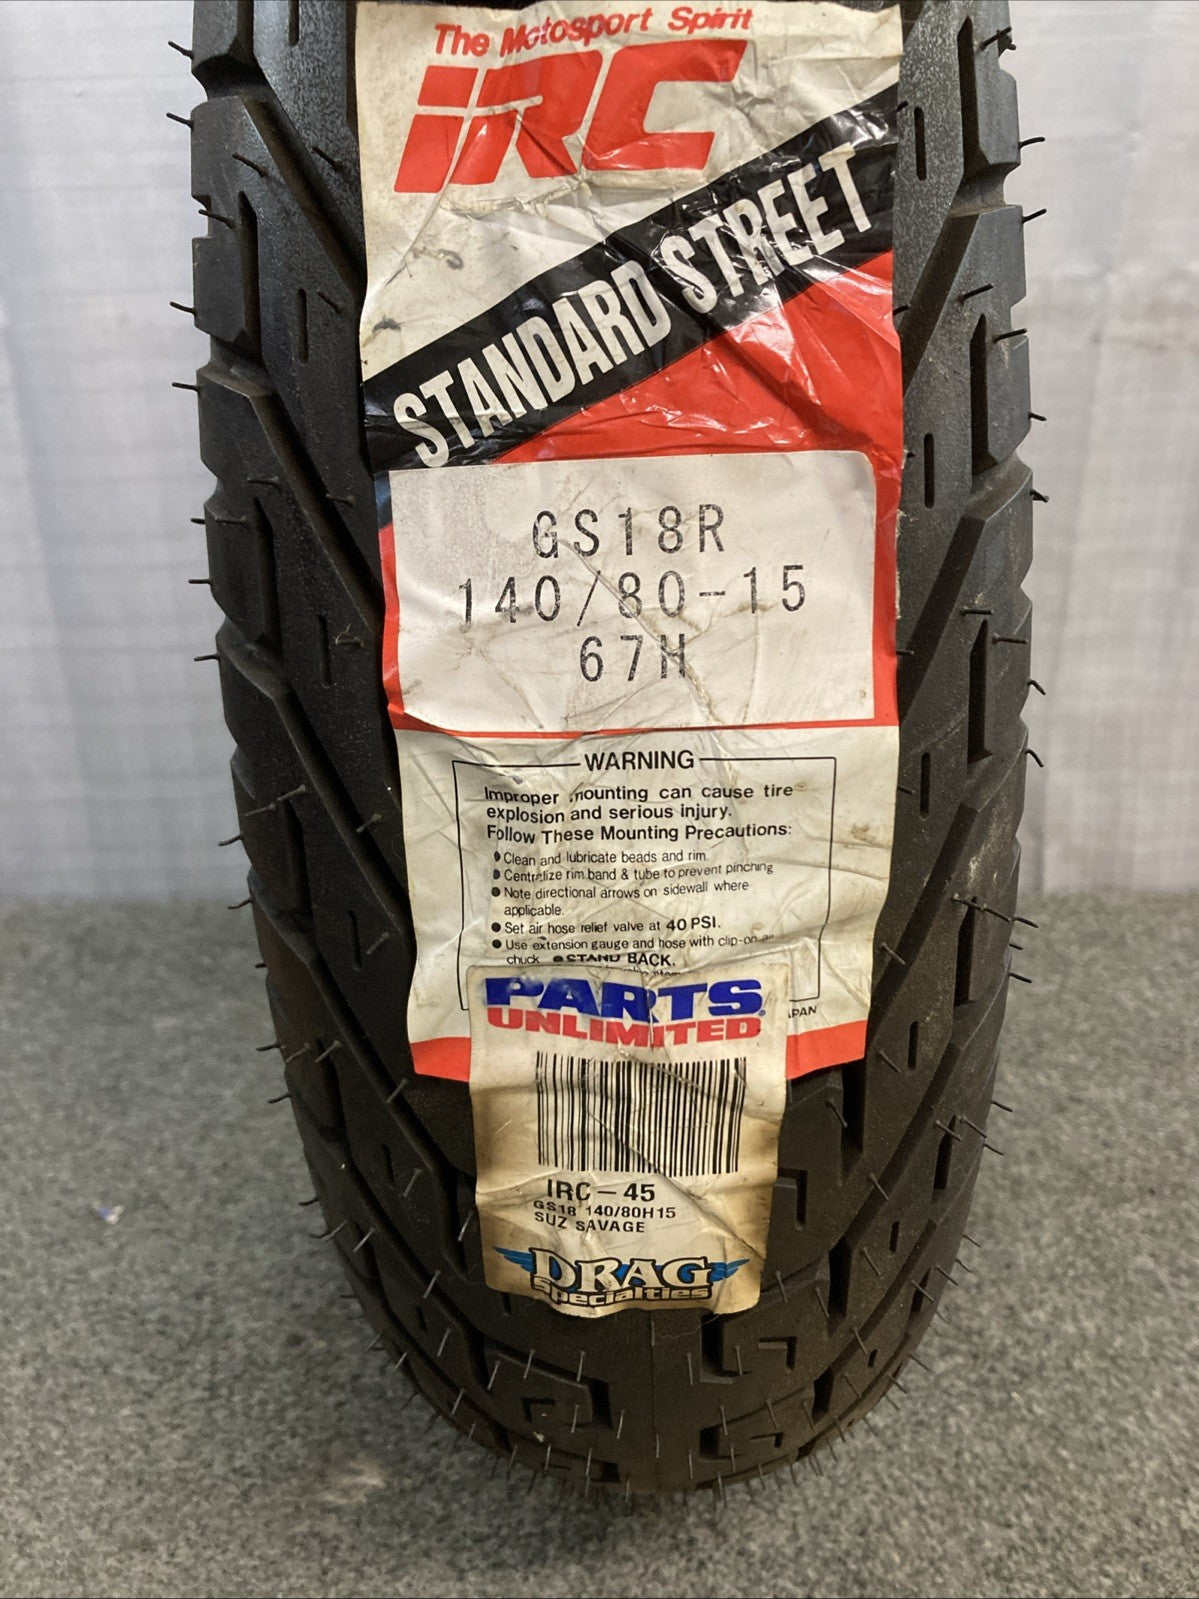 The Motosport Spirit
IRC
STANDARD STREET
GS18R
140/80-15
67H
WARNING
Improper mounting can cause tire
explosion and serious injury.
Follow These Mounting Precautions:
● Clean and lubricate beads and rim.
● Centralize rim band & tube to prevent pinching
● Note directional arrows on sidewall where
applicable.
● Set air hose relief valve at 40 PSI.
● Use extension gauge and hose with clip-on
chuck. ● STAND BACK.
PARTS
UNLIMITED
IRC-45
GS18 140/80H15
SUZ SAVAGE
DRAG
Specialties